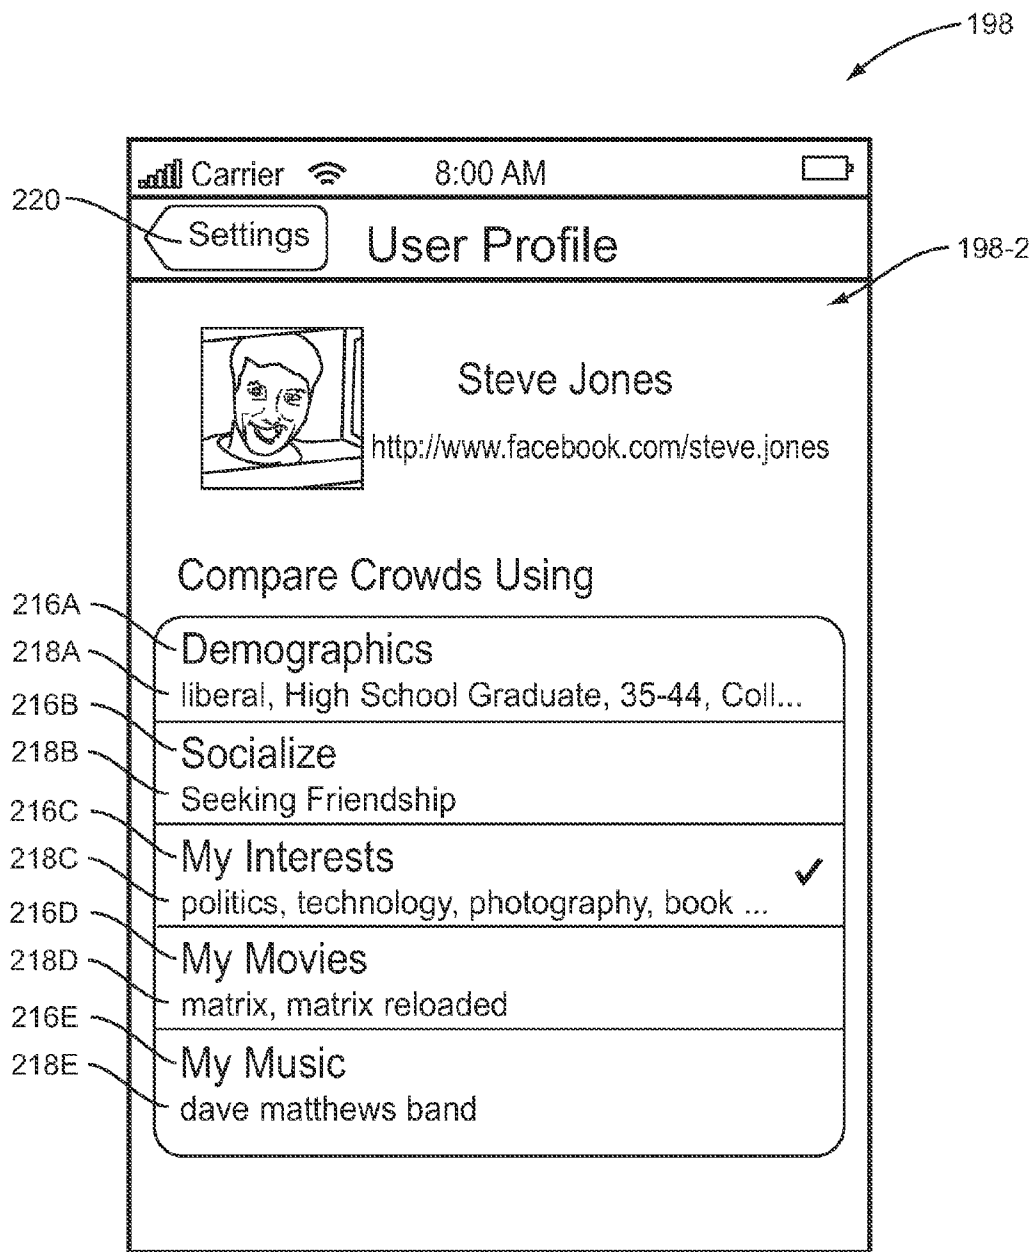 198
Carrier 8:00 AM
220
Settings User Profile
198-2
Steve Jones
http://www.facebook.com/steve.jones
Compare Crowds Using
216A
Demographics
218A
liberal, High School Graduate, 35-44, Coll...
216B
Socialize
218B
Seeking Friendship
216C
My Interests
218C
politics, technology, photography, book ...
216D
My Movies
218D
matrix, matrix reloaded
216E
My Music
218E
dave matthews band